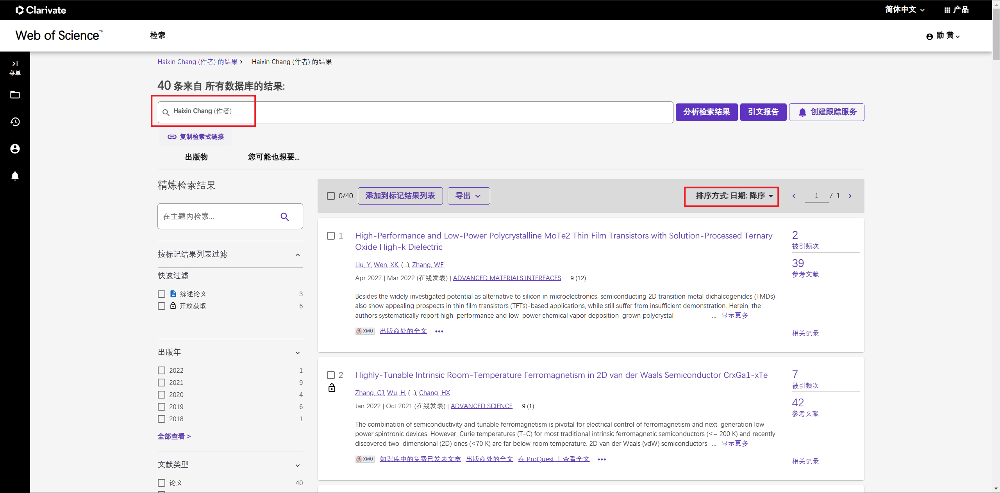 Clarivate
简体中文
产品
Web of Science™
检索
勖 黄
菜单
Haixin Chang (作者) 的结果 › Haixin Chang (作者) 的结果
40 条来自 所有数据库的结果:
Haixin Chang (作者)
分析检索结果
引文报告
创建跟踪服务
复制检索式链接
出版物
您可能也想要...
精炼检索结果
在主题内检索...
按标记结果列表过滤
快速过滤
综述论文 3
开放获取 6
出版年
2022 1
2021 9
2020 4
2019 6
2018 1
全部查看 >
文献类型
论文 40
0/40
添加到标记结果列表
导出
排序方式: 日期: 降序
1 / 1
1
High-Performance and Low-Power Polycrystalline MoTe2 Thin Film Transistors with Solution-Processed Ternary
Oxide High-k Dielectric
Liu, Y; Wen, XK; (...); Zhang, WF
Apr 2022 | Mar 2022 (在线发表) | ADVANCED MATERIALS INTERFACES 9 (12)
Besides the widely investigated potential as alternative to silicon in microelectronics, semiconducting 2D transition metal dichalcogenides (TMDs)
also show appealing prospects in thin film transistors (TFTs)-based applications, while still suffer from insufficient demonstration. Herein, the
authors systematically report high-performance and low-power chemical vapor deposition-grown polycrystal ... 显示更多
XMU 出版商处的全文 •••
2
被引频次
39
参考文献
相关记录
2
Highly-Tunable Intrinsic Room-Temperature Ferromagnetism in 2D van der Waals Semiconductor CrxGa1-xTe
Zhang, GJ; Wu, H; (...); Chang, HX
Jan 2022 | Oct 2021 (在线发表) | ADVANCED SCIENCE 9 (1)
The combination of semiconductivity and tunable ferromagnetism is pivotal for electrical control of ferromagnetism and next-generation low-
power spintronic devices. However, Curie temperatures (T-C) for most traditional intrinsic ferromagnetic semiconductors (<= 200 K) and recently
discovered two-dimensional (2D) ones (<70 K) are far below room temperature. 2D van der Waals (vdW) semiconductors ... 显示更多
XMU 知识库中的免费已发表文章 出版商处的全文 在 ProQuest 上查看全文 •••
7
被引频次
42
参考文献
相关记录